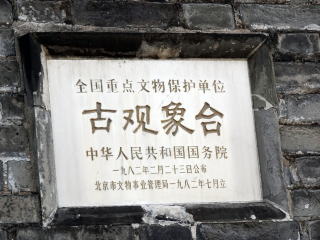 全国重点文物保护单位
古观象台
中华人民共和国国务院
一九八二年二月二十三日公布
北京市文物事业管理局一九八二年七月立